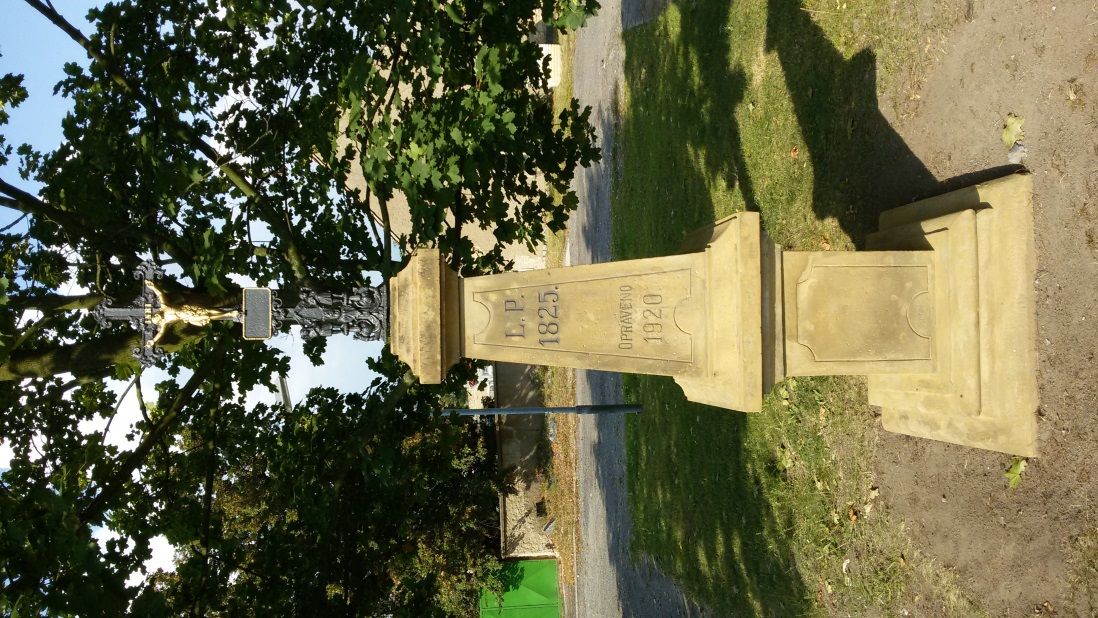 L. P.
1825.
OPRAVENO
1920